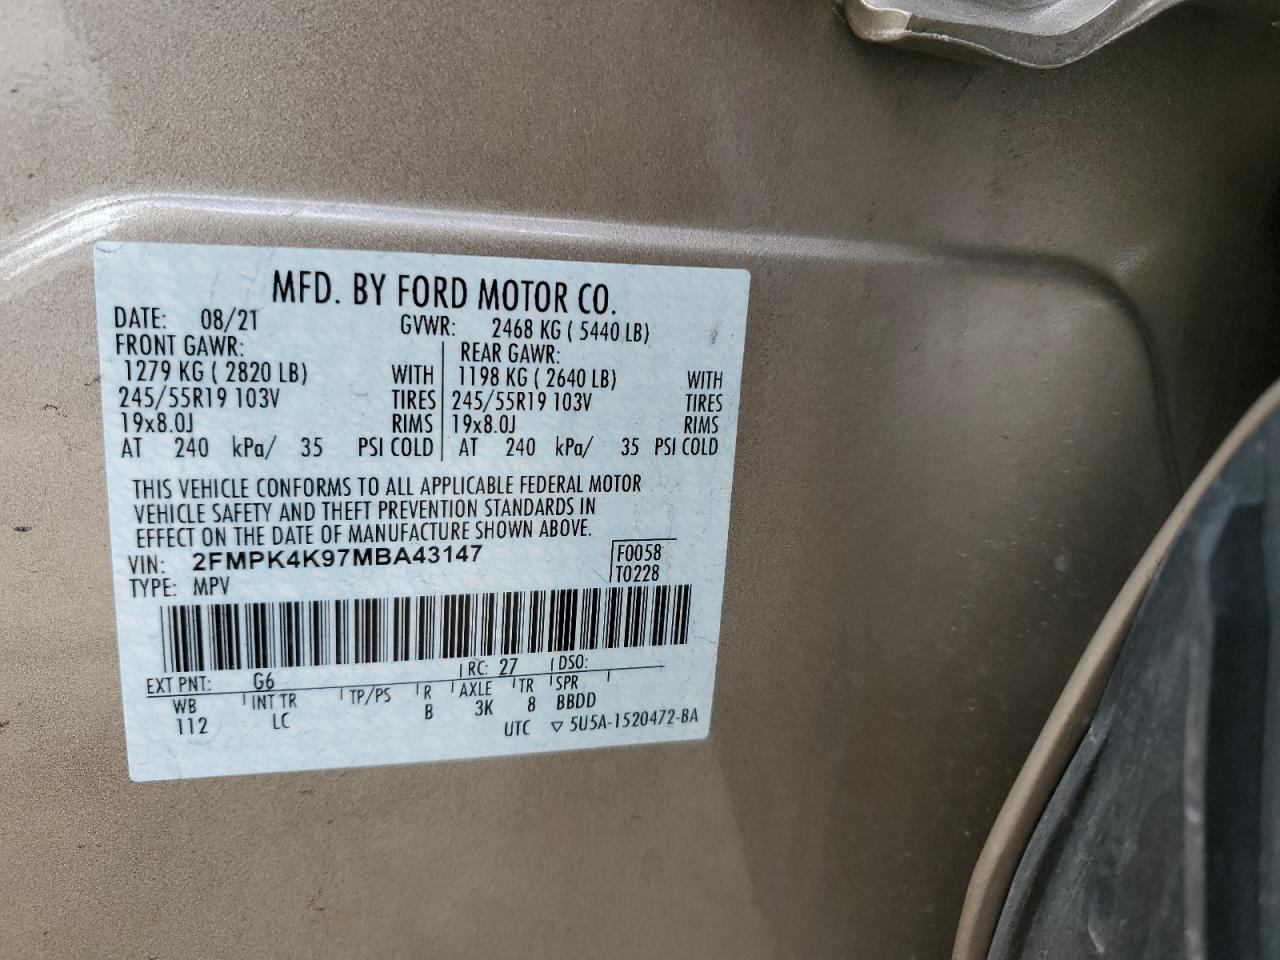 MFD. BY FORD MOTOR CO.
DATE: 08/21 GVWR: 2468 KG ( 5440 LB)
FRONT GAWR: REAR GAWR:
1279 KG ( 2820 LB) WITH 1198 KG ( 2640 LB) WITH
245/55R19 103V TIRES 245/55R19 103V TIRES
19x8.0J RIMS 19x8.0J RIMS
AT 240 kPa/ 35 PSI COLD AT 240 kPa/ 35 PSI COLD
THIS VEHICLE CONFORMS TO ALL APPLICABLE FEDERAL MOTOR
VEHICLE SAFETY AND THEFT PREVENTION STANDARDS IN
EFFECT ON THE DATE OF MANUFACTURE SHOWN ABOVE.
VIN: 2FMPK4K97MBA43147 F0058
TYPE: MPV T0228
EXT PNT: G6 RC: 27 DSO:
WB INT TR TP/PS R AXLE TR SPR
112 LC B 3K 8 BBDD
UTC ▽ 5U5A-1520472-BA